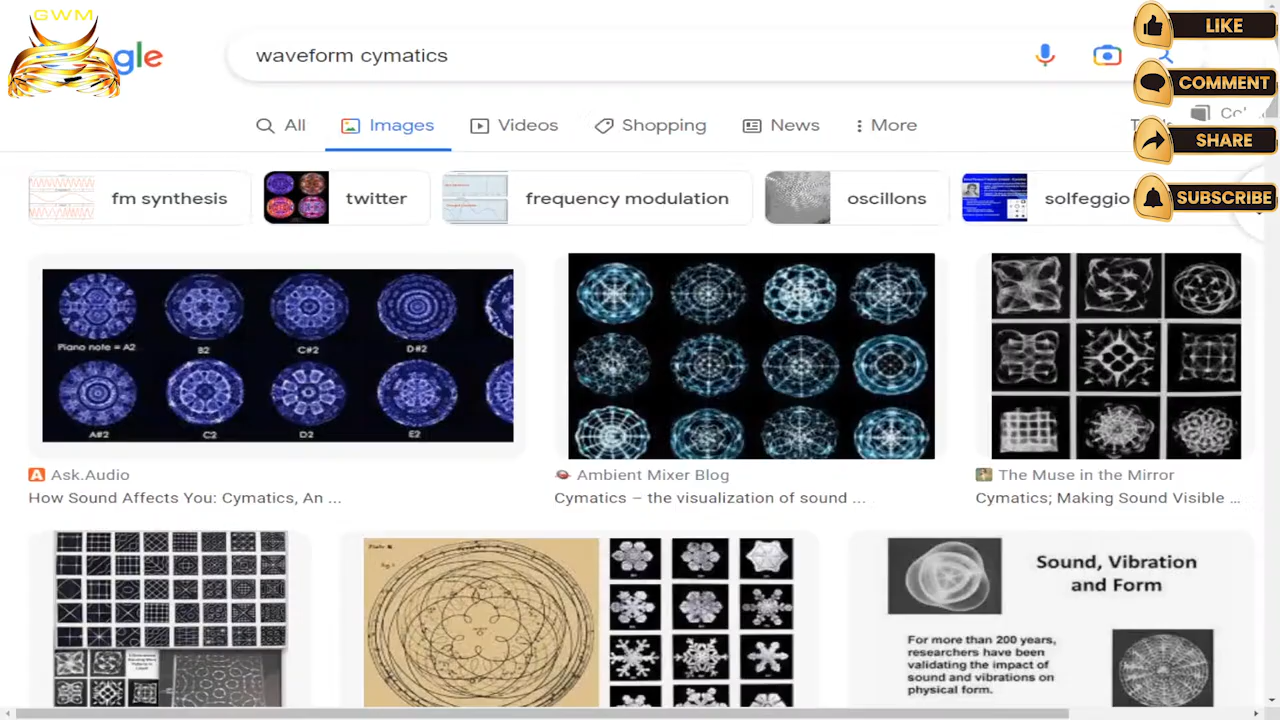 GWM
gle
waveform cymatics
LIKE
COMMENT
SHARE
SUBSCRIBE
All
Images
Videos
Shopping
News
More
fm synthesis
twitter
frequency modulation
oscillons
solfeggio
Piano note = A2
B2
C#2
D#2
A#2
C2
D2
E2
Ask.Audio
How Sound Affects You: Cymatics, An ...
Ambient Mixer Blog
Cymatics – the visualization of sound ...
The Muse in the Mirror
Cymatics; Making Sound Visible ...
Sound, Vibration
and Form
For more than 200 years,
researchers have been
validating the impact of
sound and vibrations on
physical form.